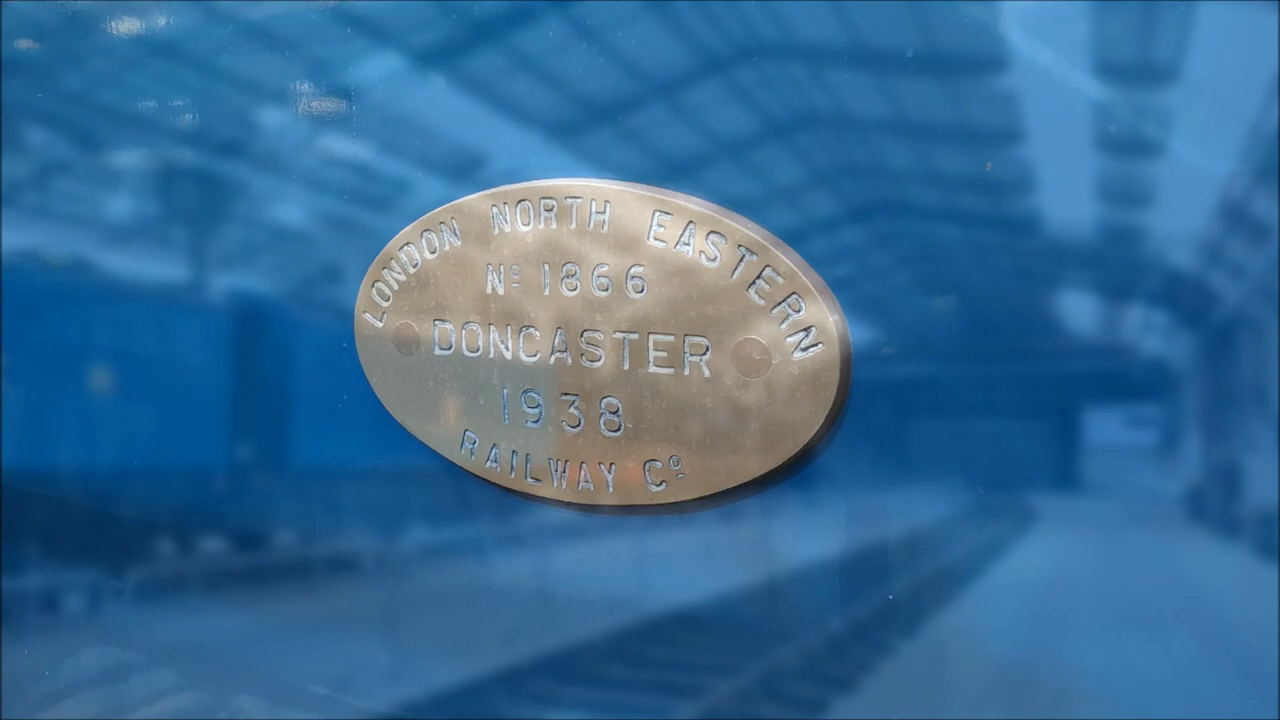 LONDON NORTH EASTERN
Nº 1866
DONCASTER
1938
RAILWAY Cº